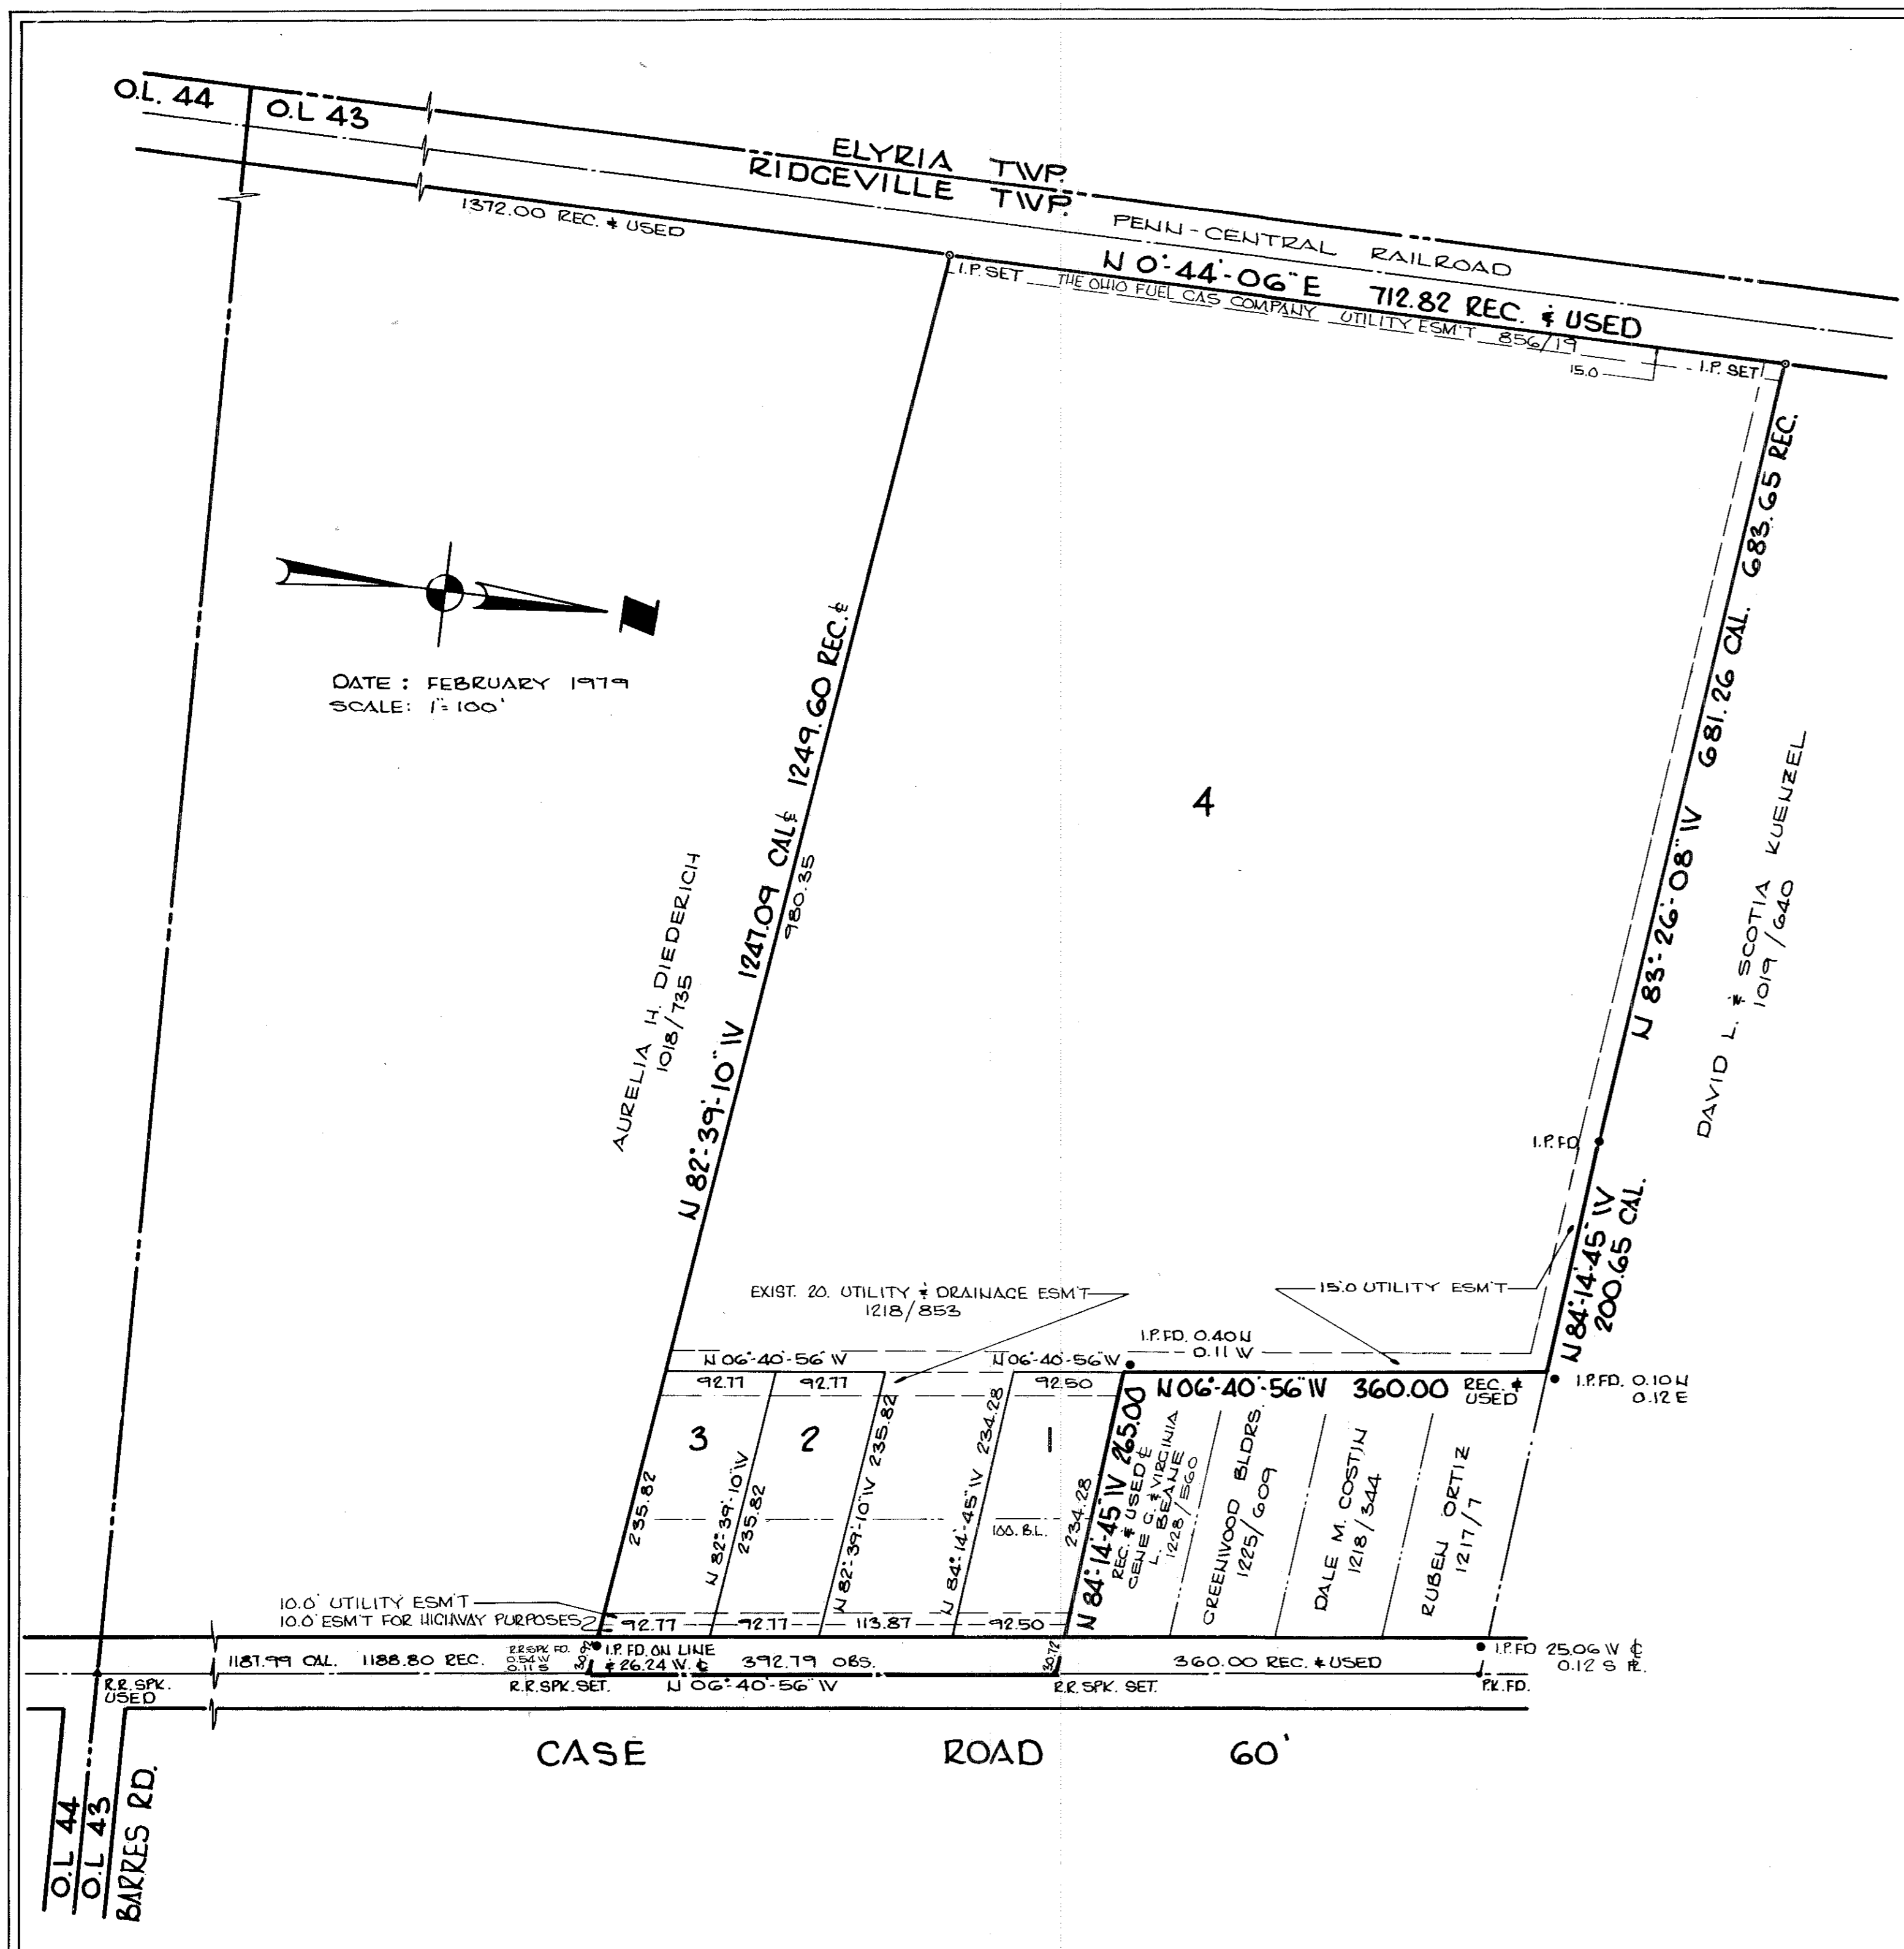 O.L. 44
O.L 43
ELYRIA TWP.
RIDGEVILLE TWP.
1372.00 REC. & USED
PENN-CENTRAL RAILROAD
N 0°-44'-06" E 712.82 REC. & USED
I.P. SET
THE OHIO FUEL GAS COMPANY UTILITY ESM'T 856/19
15.0
I.P. SET
DATE : FEBRUARY 1979
SCALE: 1"=100'
N 82°-39'-10" W 1247.09 CAL ℄ 1249.60 REC. ℄
980.35
AURELIA H. DIEDERICH
1018/735
4
N 83°-26'-08" W 681.26 CAL. 683.65 REC.
DAVID L. & SCOTIA KUENZEL
1019/640
I.P. FD.
N 84°-14'-45" W
200.65 CAL.
EXIST. 20. UTILITY & DRAINAGE ESM'T
1218/853
15.0 UTILITY ESM'T
I.P. FD. 0.40 N
0.11 W
N 06°-40'-56" W
N 06°-40'-56" W
92.77
92.77
92.50
N 06°-40'-56" W 360.00 REC. & USED
I.P. FD. 0.10 N
0.12 E
3
2
1
235.82
N 82°-39'-10" W
235.82
N 82°-39'-10" W 235.82
N 84°-14'-45" W 234.28
234.28
100. B.L.
N 84°-14'-45" W 265.00
REC. & USED ℄
GENE G. & VIRGINIA
L. BEANE
1228/560
GREENWOOD BLDRS.
1225/609
DALE M. COSTIN
1218/344
RUBEN ORTIZ
1217/7
10.0' UTILITY ESM'T
10.0' ESM'T FOR HIGHWAY PURPOSES
92.77
92.77
113.87
92.50
1187.99 CAL. 1188.80 REC.
R.R. SPK. FD.
0.54 W
0.11 S
30.92
I.P. FD. ON LINE
& 26.24 W. ℄
392.79 OBS.
30.72
360.00 REC. & USED
I.P. FD 25.06 W ℄
0.12 S ℄
R.R. SPK.
USED
R.R. SPK. SET.
N 06°-40'-56" W
R.R. SPK. SET.
P.K. FD.
CASE ROAD 60'
O.L 44
O.L 43
BARRES RD.